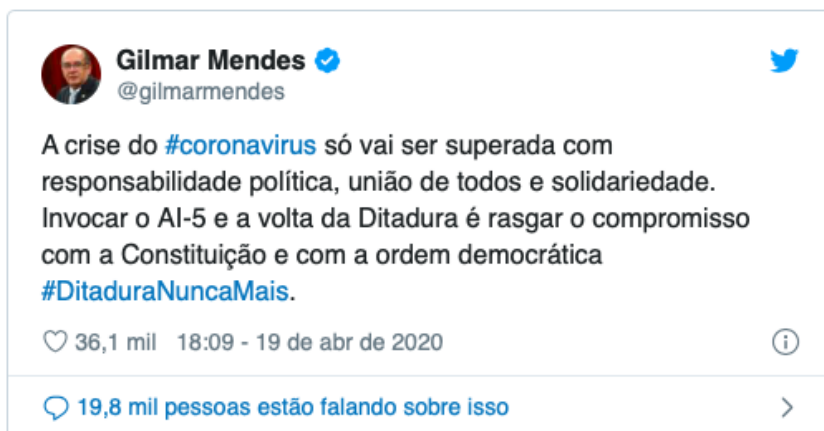 Gilmar Mendes
@gilmarmendes
A crise do #coronavirus só vai ser superada com
responsabilidade política, união de todos e solidariedade.
Invocar o AI-5 e a volta da Ditadura é rasgar o compromisso
com a Constituição e com a ordem democrática
#DitaduraNuncaMais.
36,1 mil 18:09 - 19 de abr de 2020
19,8 mil pessoas estão falando sobre isso